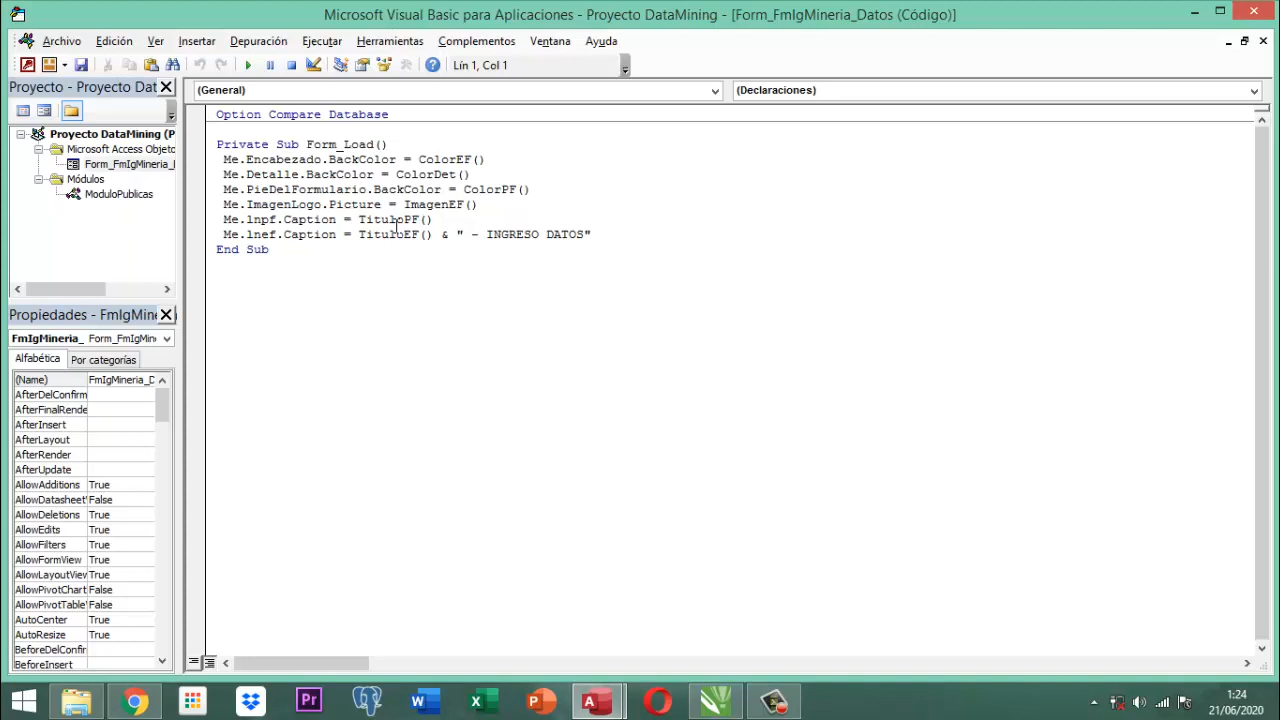 Microsoft Visual Basic para Aplicaciones - Proyecto DataMining - [Form_FmIgMineria_Datos (Código)]
Archivo Edición Ver Insertar Depuración Ejecutar Herramientas Complementos Ventana Ayuda
Lín 1, Col 1
Proyecto - Proyecto Dat
(General) (Declaraciones)
Proyecto DataMining (P
Microsoft Access Objeto
Form_FmIgMineria_
Módulos
ModuloPublicas
Option Compare Database
Private Sub Form_Load()
Me.Encabezado.BackColor = ColorEF()
Me.Detalle.BackColor = ColorDet()
Me.PieDelFormulario.BackColor = ColorPF()
Me.ImagenLogo.Picture = ImagenEF()
Me.lnpf.Caption = TituloPF()
Me.lnef.Caption = TituloEF() & " - INGRESO DATOS"
End Sub
Propiedades - FmIgMin
FmIgMineria_ Form_FmIgMin
Alfabética Por categorías
(Name) FmIgMineria_D
AfterDelConfirm
AfterFinalRende
AfterInsert
AfterLayout
AfterRender
AfterUpdate
AllowAdditions True
AllowDatasheet False
AllowDeletions True
AllowEdits True
AllowFilters True
AllowFormView True
AllowLayoutViev True
AllowPivotChart False
AllowPivotTable False
AutoCenter True
AutoResize True
BeforeDelConfir
BeforeInsert
Pr
1:24
21/06/2020